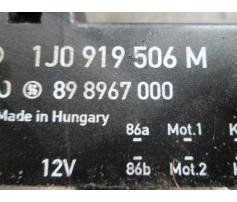 1J0 919 506 M
89 8967 000
Made in Hungary
86a Mot.1
12V 86b Mot.2